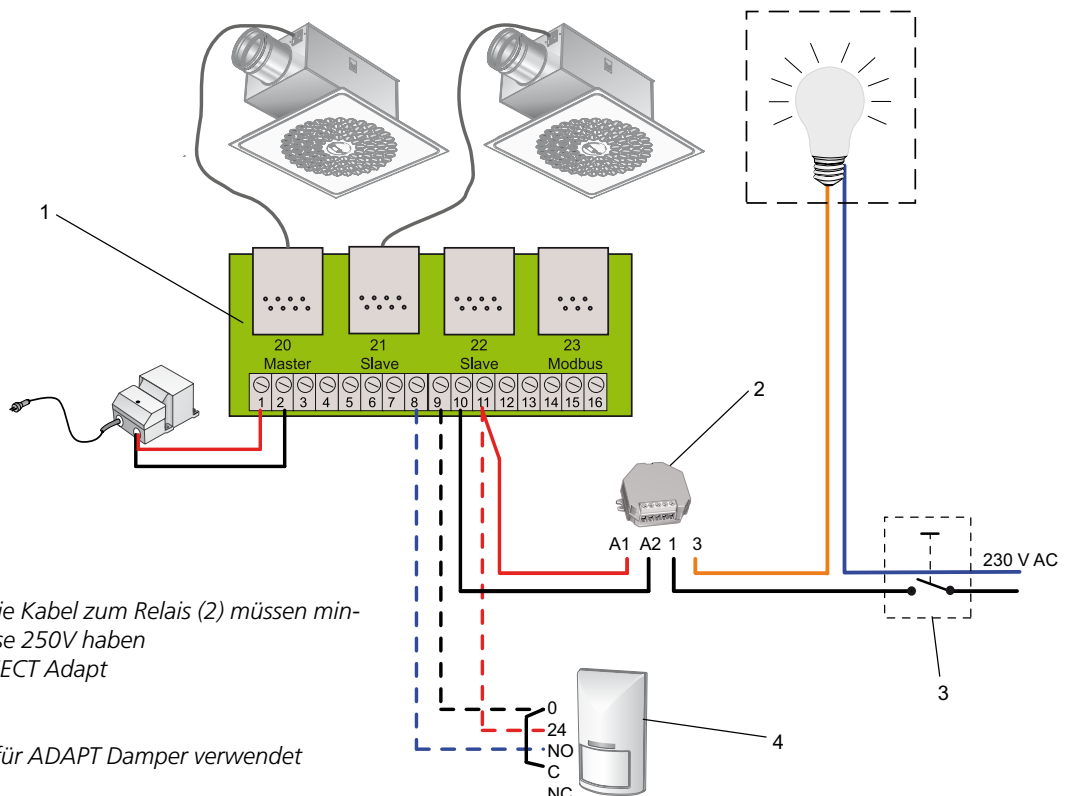 1
20 21 22 23
Master Slave Slave Modbus
1 2 3 4 5 6 7 8 9 10 11 12 13 14 15 16
2
A1 A2 1 3
230 V AC
3
ie Kabel zum Relais (2) müssen min-
se 250V haben
ECT Adapt
für ADAPT Damper verwendet
0
24
NO
C
NC
4